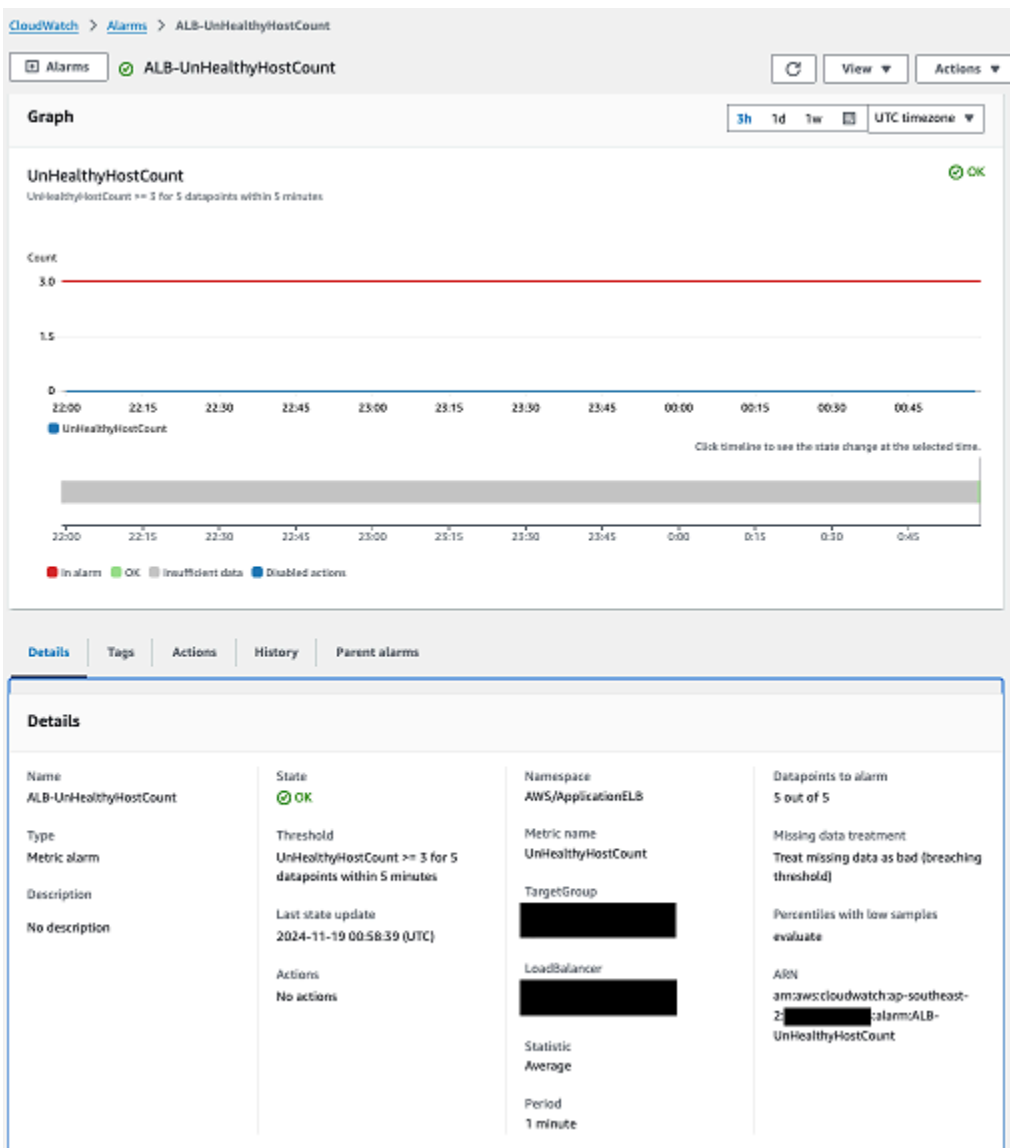 CloudWatch > Alarms > ALB-UnHealthyHostCount
Alarms ALB-UnHealthyHostCount View Actions
Graph 3h 1d 1w UTC timezone
UnHealthyHostCount OK
UnHealthyHostCount >= 3 for 5 datapoints within 5 minutes
Count
3.0
1.5
0
22:00 22:15 22:30 22:45 23:00 23:15 23:30 23:45 00:00 00:15 00:30 00:45
UnHealthyHostCount
Click timeline to see the state change at the selected time.
22:00 22:15 22:30 22:45 23:00 23:15 23:30 23:45 0:00 0:15 0:30 0:45
In alarm OK Insufficient data Disabled actions
Details Tags Actions History Parent alarms
Details
Name
ALB-UnHealthyHostCount
Type
Metric alarm
Description
No description
State
OK
Threshold
UnHealthyHostCount >= 3 for 5
datapoints within 5 minutes
Last state update
2024-11-19 00:58:39 (UTC)
Actions
No actions
Namespace
AWS/ApplicationELB
Metric name
UnHealthyHostCount
TargetGroup
LoadBalancer
Statistic
Average
Period
1 minute
Datapoints to alarm
5 out of 5
Missing data treatment
Treat missing data as bad (breaching
threshold)
Percentiles with low samples
evaluate
ARN
arn:aws:cloudwatch:ap-southeast-
2: :alarm:ALB-
UnHealthyHostCount